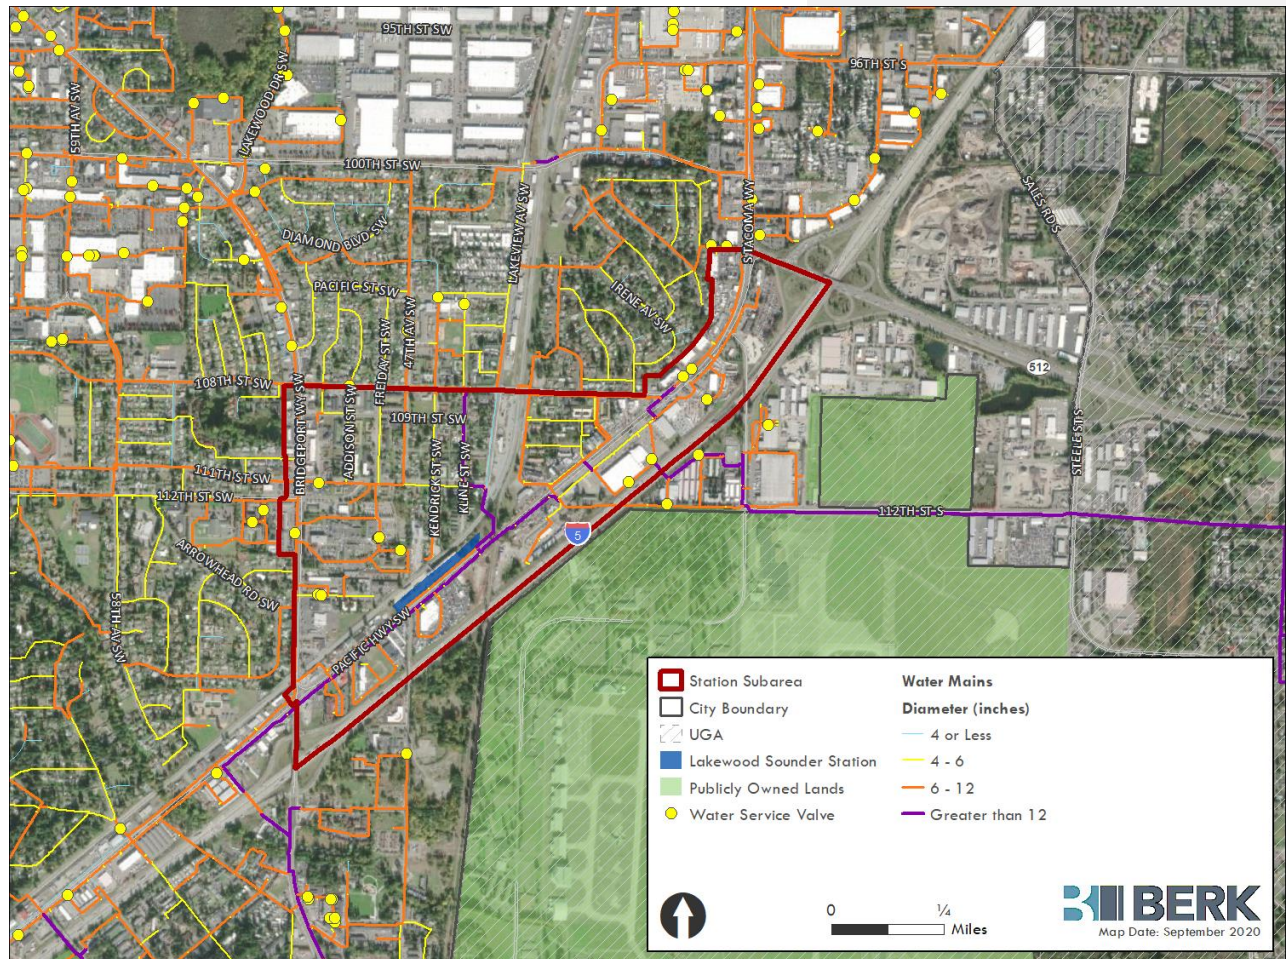 95TH ST SW
96TH ST S
59TH AV SW
LAKEWOOD DR SW
100TH ST SW
LAKEVIEW AV SW
S TACOMA WY
SALES RD S
DIAMOND BLVD SW
PACIFIC ST SW
IRENE AV SW
FREIDAY ST SW
47TH AV SW
108TH ST SW
512
BRIDGEPORT WY SW
ADDISON ST SW
109TH ST SW
KENDRICK ST SW
KLINE ST SW
STEELE ST S
111TH ST SW
112TH ST SW
112TH ST S
5
ARROWHEAD RD SW
58TH AV SW
PACIFIC HWY SW
Station Subarea
City Boundary
UGA
Lakewood Sounder Station
Publicly Owned Lands
Water Service Valve
Water Mains
Diameter (inches)
4 or Less
4 - 6
6 - 12
Greater than 12
0 ¼
Miles
BERK
Map Date: September 2020